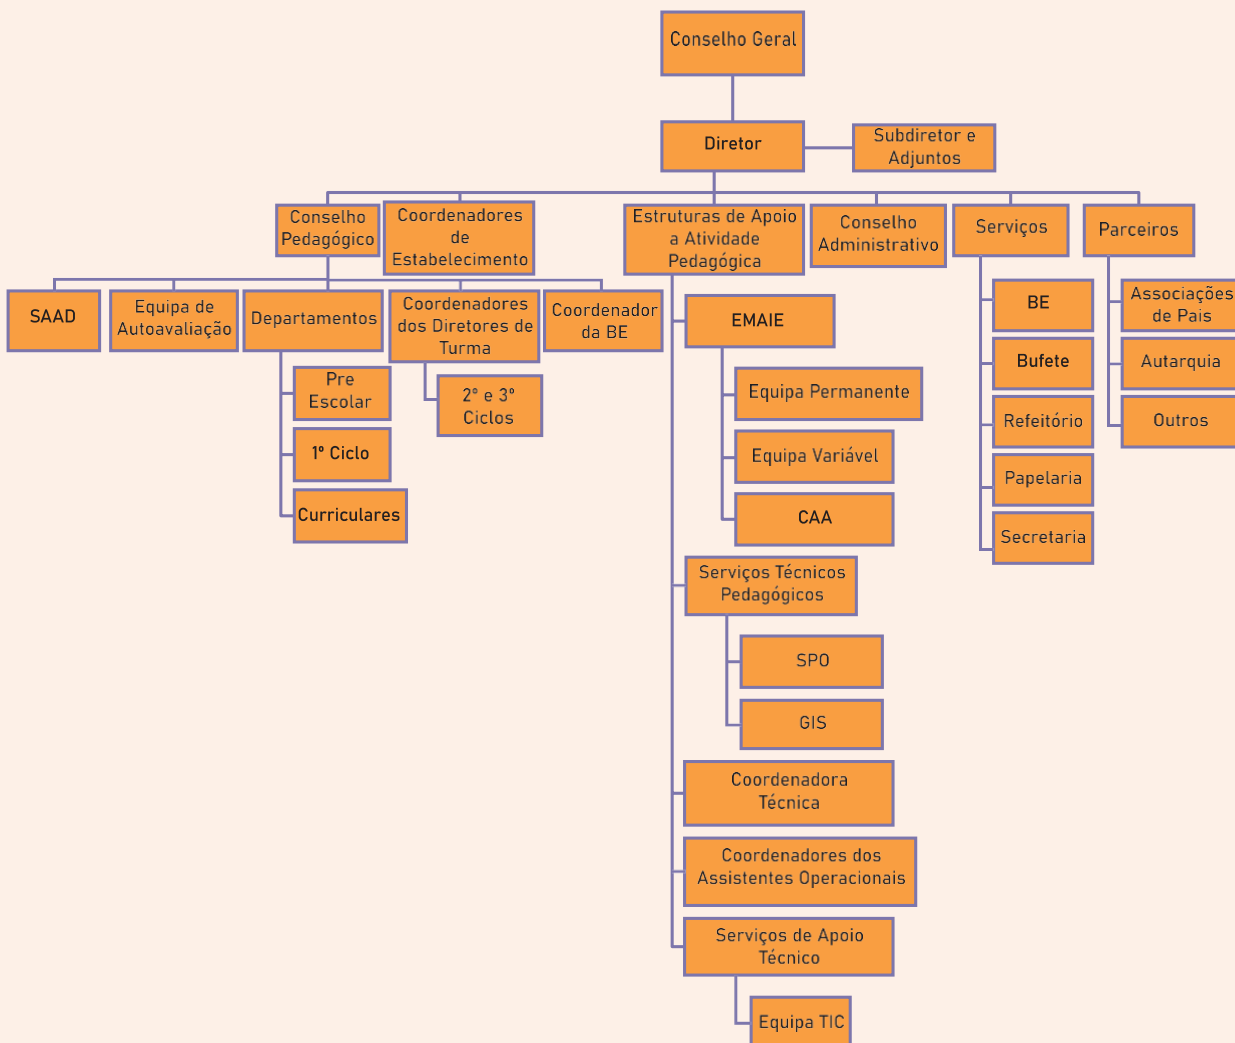 Conselho Geral
Diretor
Subdiretor e
Adjuntos
Conselho
Pedagógico
Coordenadores
de
Estabelecimento
Estruturas de Apoio
a Atividade
Pedagógica
Conselho
Administrativo
Serviços
Parceiros
SAAD
Equipa de
Autoavaliação
Departamentos
Coordenadores
dos Diretores de
Turma
Coordenador
da BE
Pre
Escolar
1º Ciclo
Curriculares
2º e 3º
Ciclos
EMAIE
Equipa Permanente
Equipa Variável
CAA
Serviços Técnicos
Pedagógicos
SPO
GIS
Coordenadora
Técnica
Coordenadores dos
Assistentes Operacionais
Serviços de Apoio
Técnico
Equipa TIC
BE
Bufete
Refeitório
Papelaria
Secretaria
Associações
de Pais
Autarquia
Outros